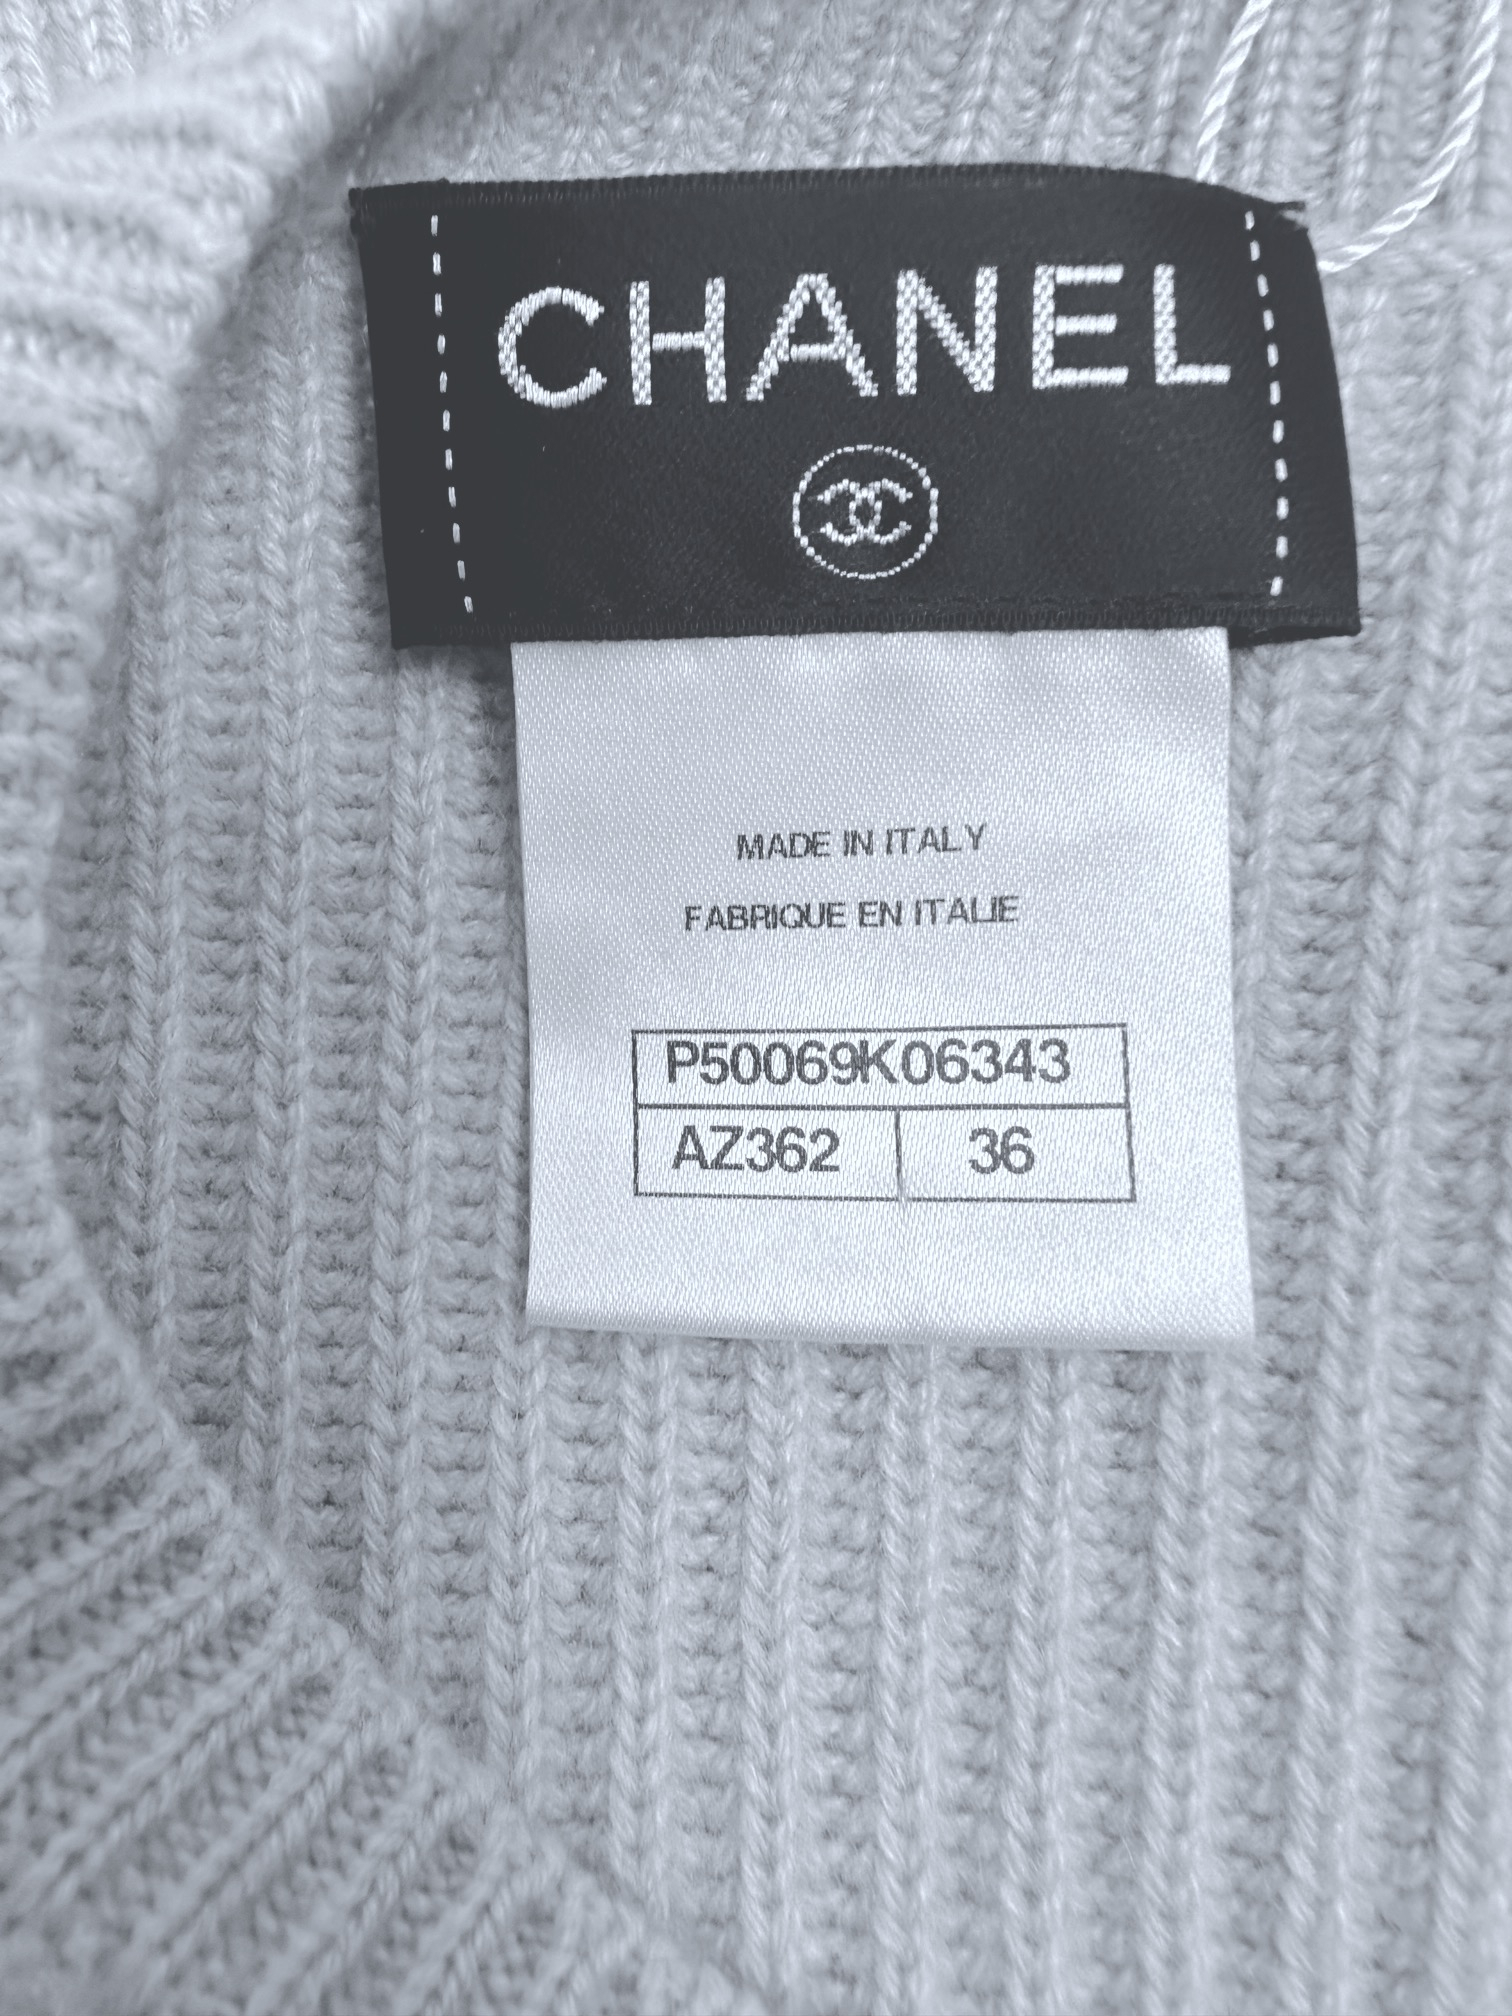 CHANEL
MADE IN ITALY
FABRIQUE EN ITALIE
P50069K06343
AZ362 36